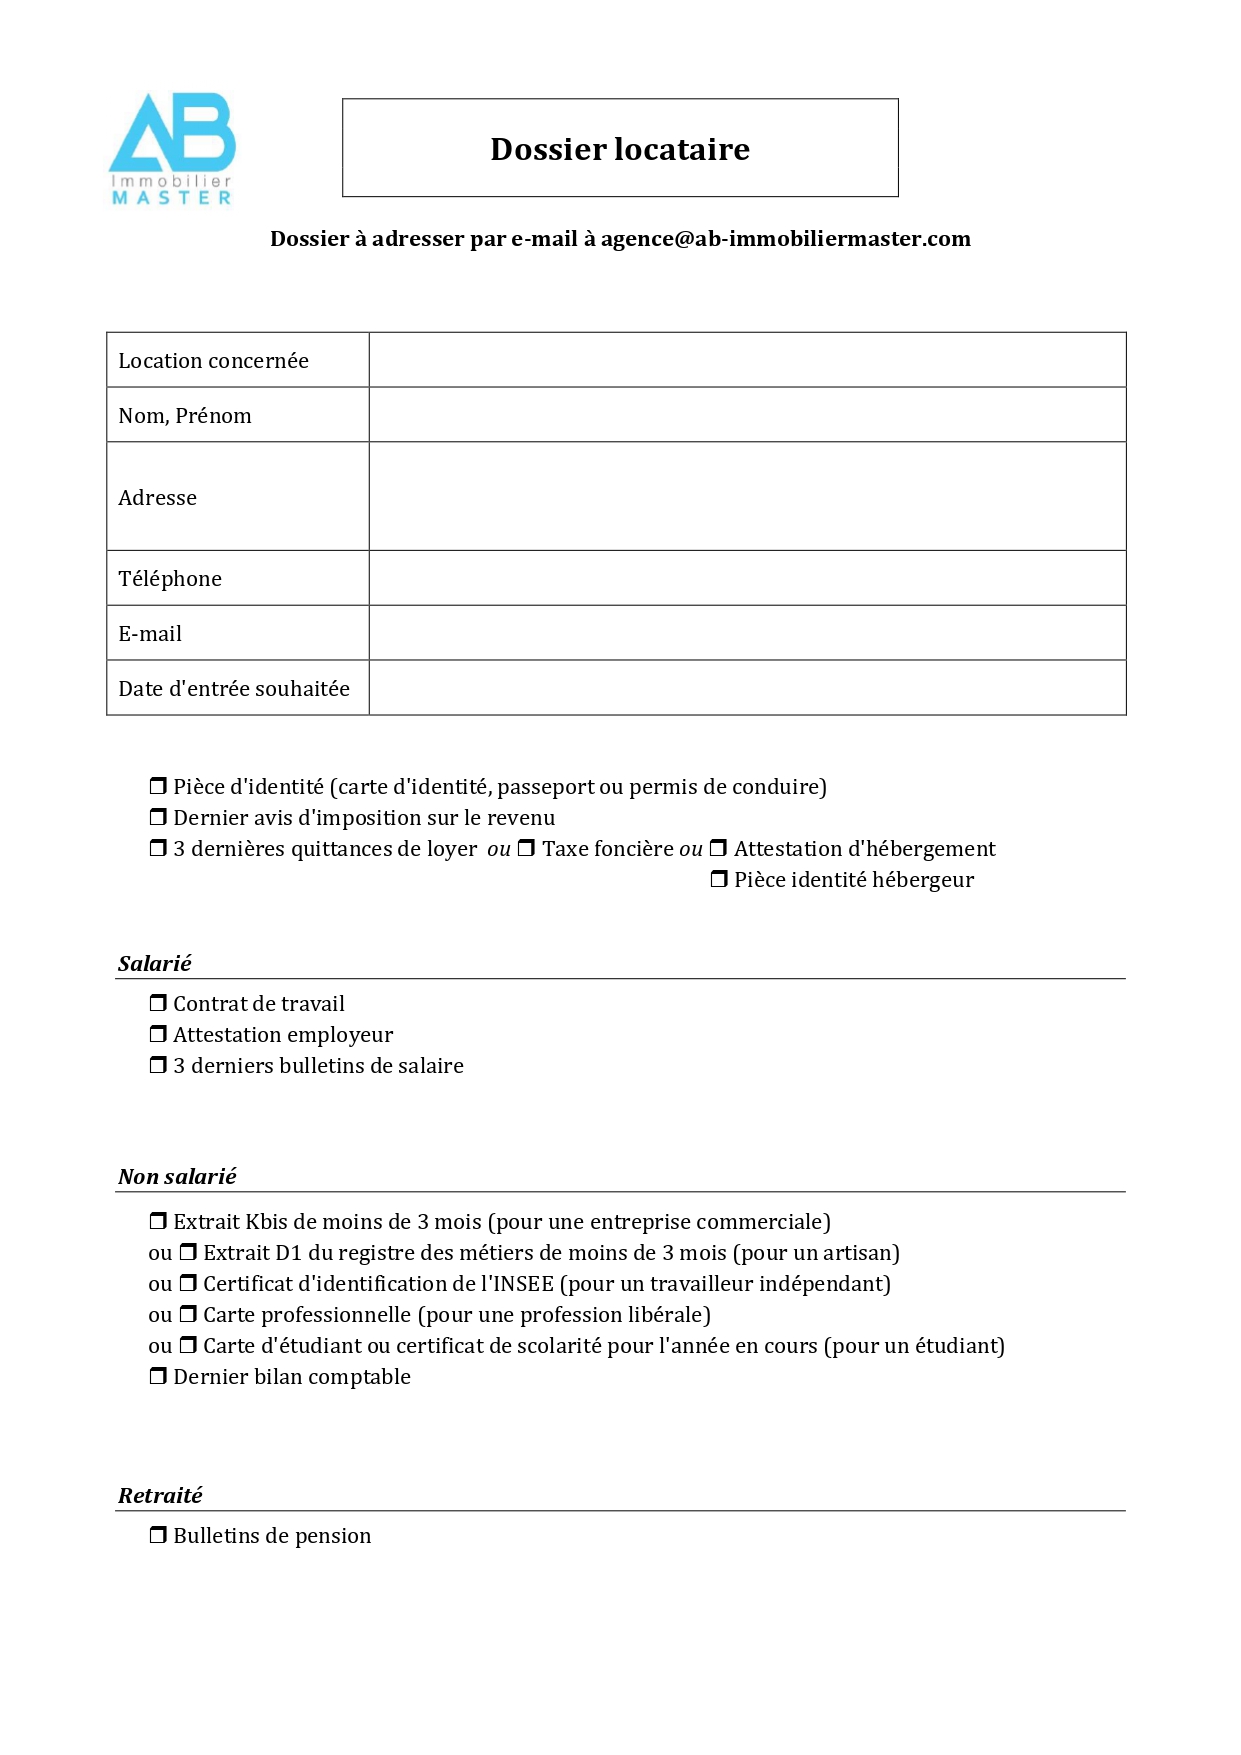 AB
Immobilier
MASTER
Dossier locataire
Dossier à adresser par e-mail à agence@ab-immobiliermaster.com
Location concernée
Nom, Prénom
Adresse
Téléphone
E-mail
Date d'entrée souhaitée
❒ Pièce d'identité (carte d'identité, passeport ou permis de conduire)
❒ Dernier avis d'imposition sur le revenu
❒ 3 dernières quittances de loyer ou ❒ Taxe foncière ou ❒ Attestation d'hébergement
❒ Pièce identité hébergeur
Salarié
❒ Contrat de travail
❒ Attestation employeur
❒ 3 derniers bulletins de salaire
Non salarié
❒ Extrait Kbis de moins de 3 mois (pour une entreprise commerciale)
ou ❒ Extrait D1 du registre des métiers de moins de 3 mois (pour un artisan)
ou ❒ Certificat d'identification de l'INSEE (pour un travailleur indépendant)
ou ❒ Carte professionnelle (pour une profession libérale)
ou ❒ Carte d'étudiant ou certificat de scolarité pour l'année en cours (pour un étudiant)
❒ Dernier bilan comptable
Retraité
❒ Bulletins de pension